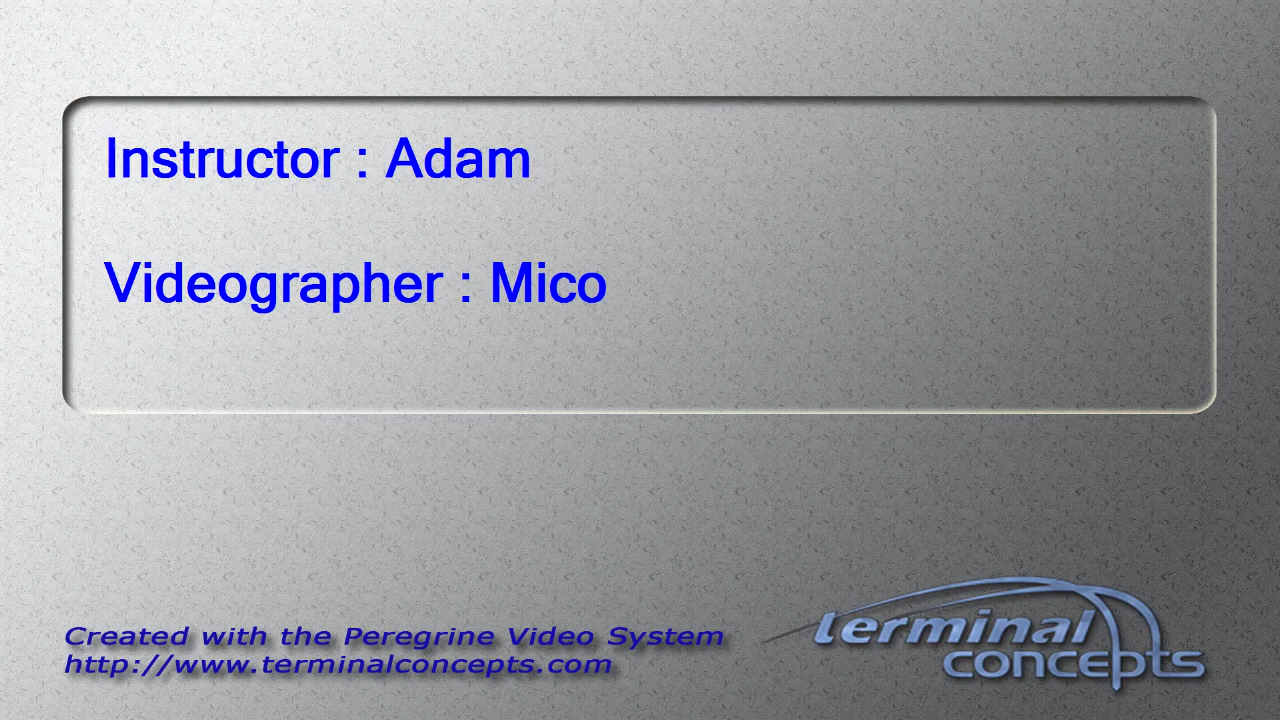 Instructor : Adam
Videographer : Mico
Created with the Peregrine Video System
http://www.terminalconcepts.com
terminal
concepts